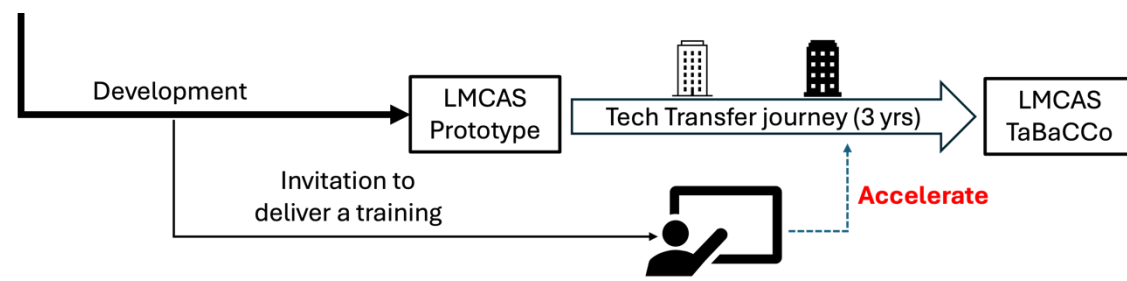 Development
LMCAS
Prototype
Tech Transfer journey (3 yrs)
LMCAS
TaBaCCo
Invitation to
deliver a training
Accelerate